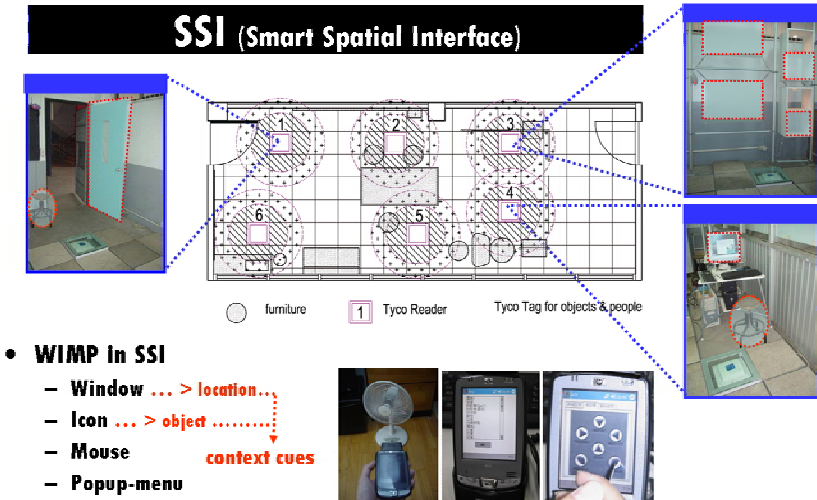 SSI (Smart Spatial Interface)
1
2
3
4
5
6
furniture
1 Tyco Reader
Tyco Tag for objects & people
• WIMP in SSI
– Window ... > location...
– Icon ... > object .........
– Mouse
– Popup-menu
context cues